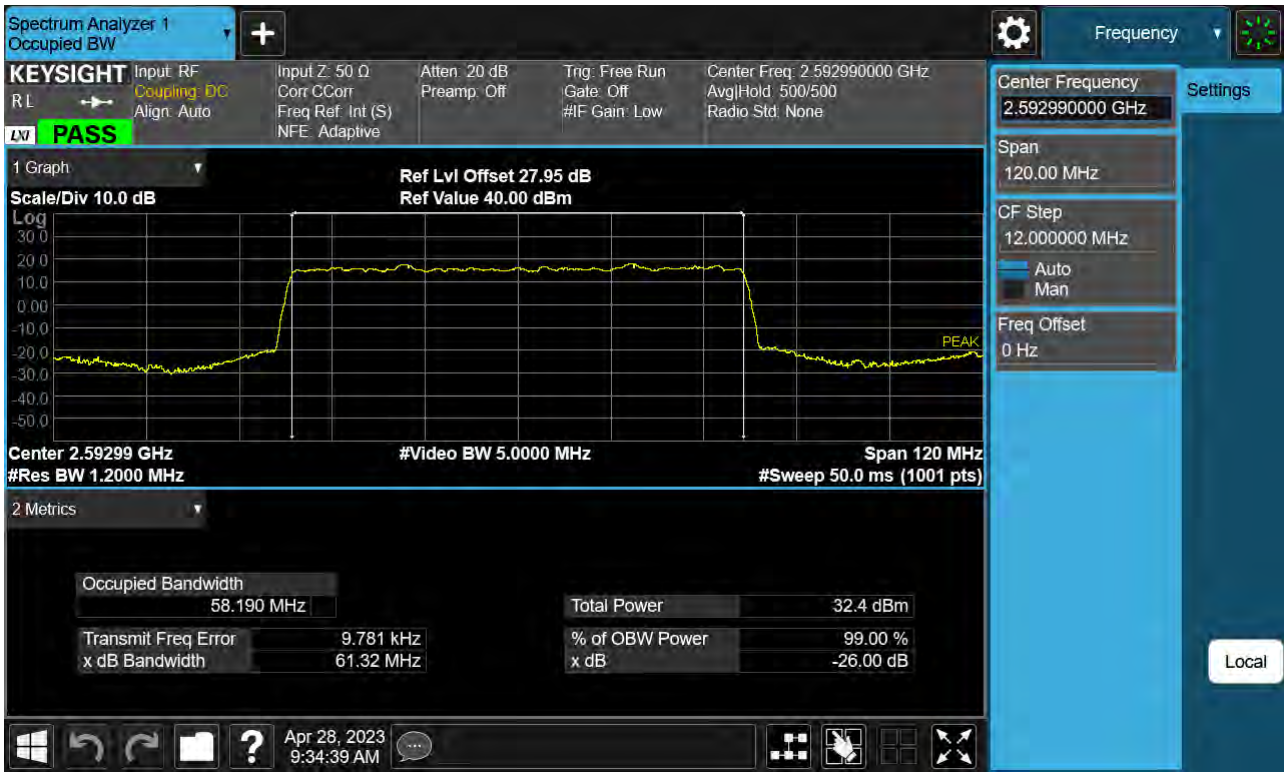 Spectrum Analyzer 1
Occupied BW
+
Frequency
KEYSIGHT
RL
LXI
PASS
Input: RF
Coupling: DC
Align: Auto
Input Z: 50 Ω
Corr CCorr
Freq Ref: Int (S)
NFE: Adaptive
Atten: 20 dB
Preamp: Off
Trig: Free Run
Gate: Off
#IF Gain: Low
Center Freq: 2.592990000 GHz
Avg|Hold: 500/500
Radio Std: None
Center Frequency
2.592990000 GHz
Settings
Span
120.00 MHz
CF Step
12.000000 MHz
Auto
Man
Freq Offset
0 Hz
Local
1 Graph
Scale/Div 10.0 dB
Ref Lvl Offset 27.95 dB
Ref Value 40.00 dBm
Log
30.0
20.0
10.0
0.00
-10.0
-20.0
-30.0
-40.0
-50.0
PEAK
Center 2.59299 GHz
#Video BW 5.0000 MHz
Span 120 MHz
#Res BW 1.2000 MHz
#Sweep 50.0 ms (1001 pts)
2 Metrics
Occupied Bandwidth
58.190 MHz
Total Power 32.4 dBm
Transmit Freq Error 9.781 kHz
% of OBW Power 99.00 %
x dB Bandwidth 61.32 MHz
x dB -26.00 dB
?
Apr 28, 2023
9:34:39 AM